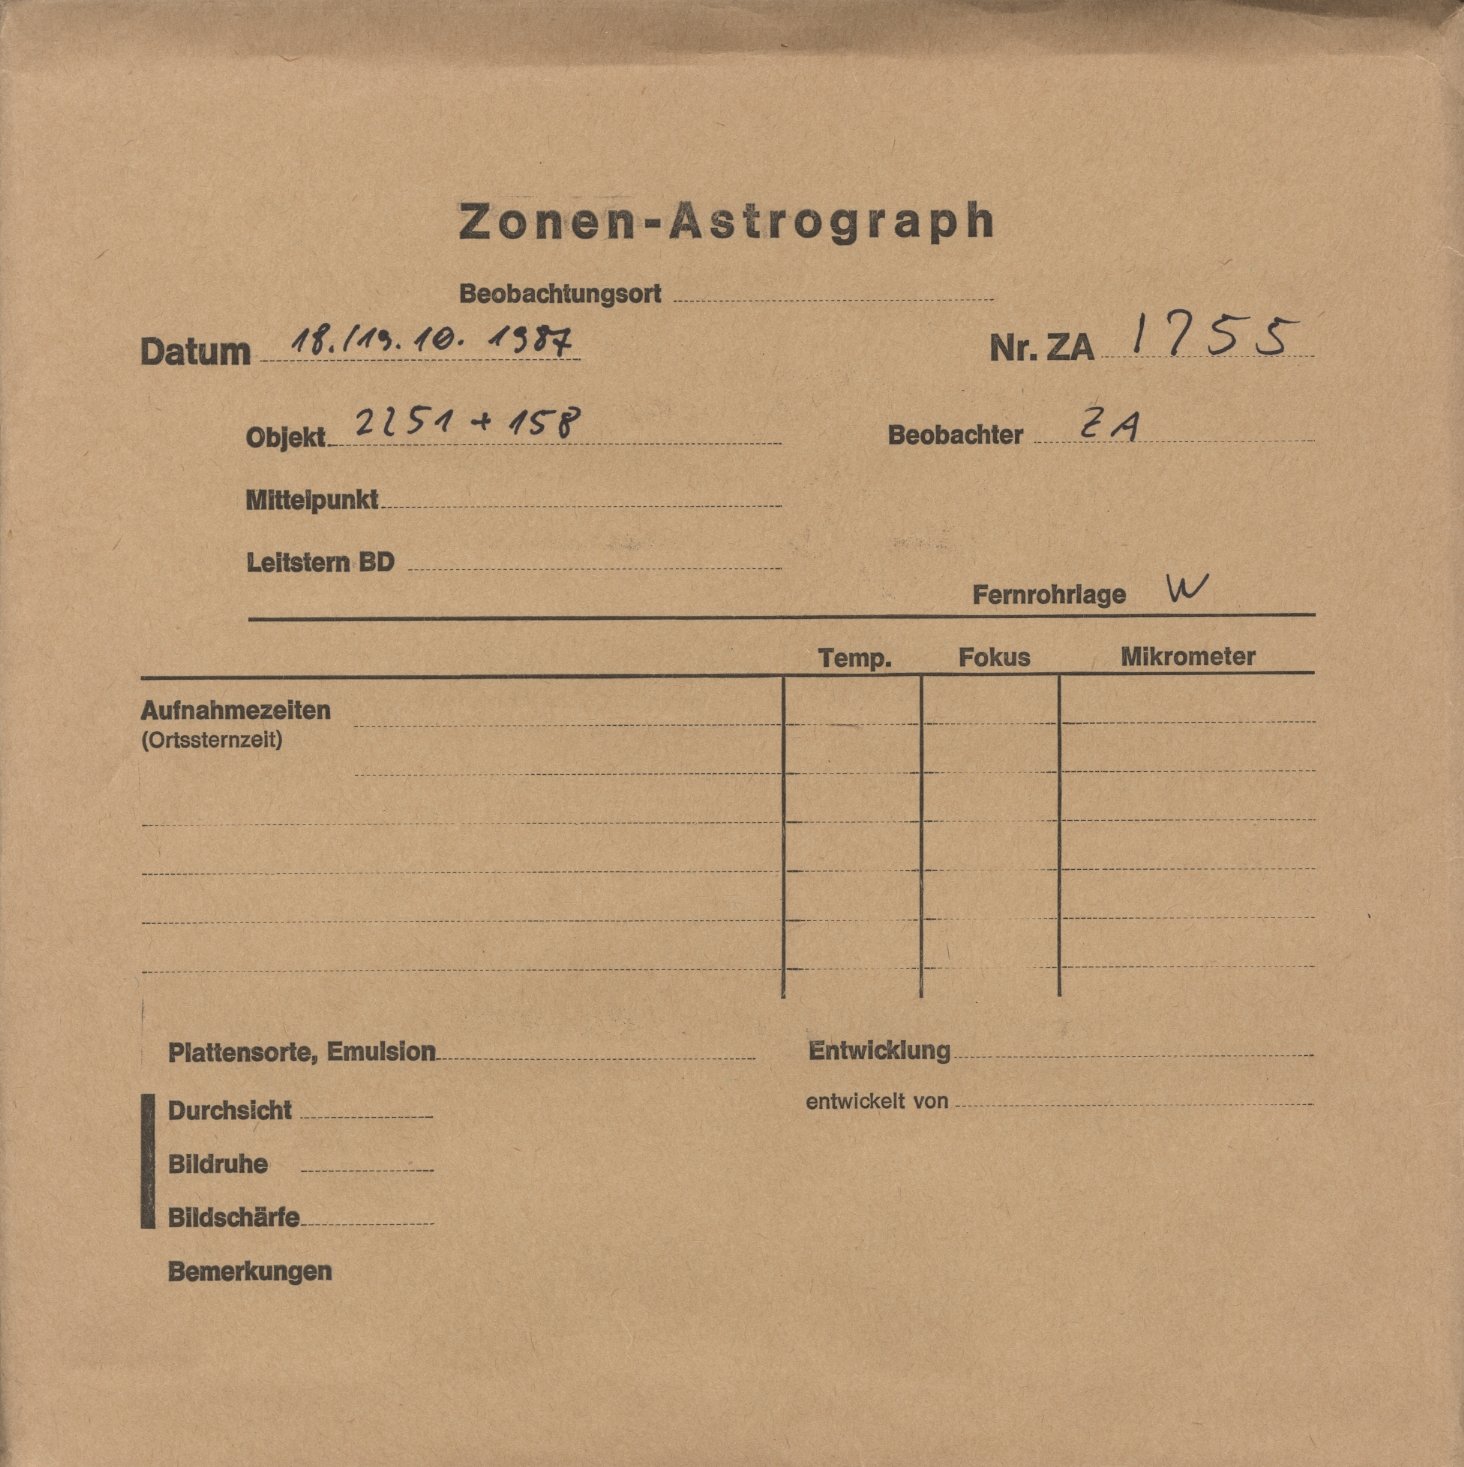 Zonen-Astrograph
Beobachtungsort
Datum 18./19. 10. 1987
Nr. ZA 1755
Objekt 2251 + 158
Beobachter ZA
Mittelpunkt
Leitstern BD
Fernrohrlage W
Temp. Fokus Mikrometer
Aufnahmezeiten
(Ortssternzeit)
Plattensorte, Emulsion
Entwicklung
Durchsicht
entwickelt von
Bildruhe
Bildschärfe
Bemerkungen